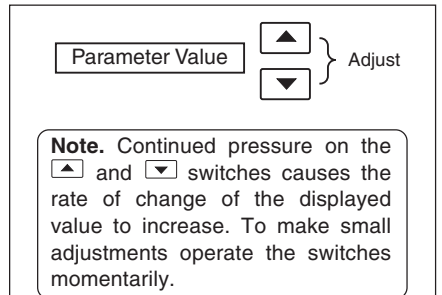 Parameter Value
Adjust
Note. Continued pressure on the
▲ and ▼ switches causes the
rate of change of the displayed
value to increase. To make small
adjustments operate the switches
momentarily.